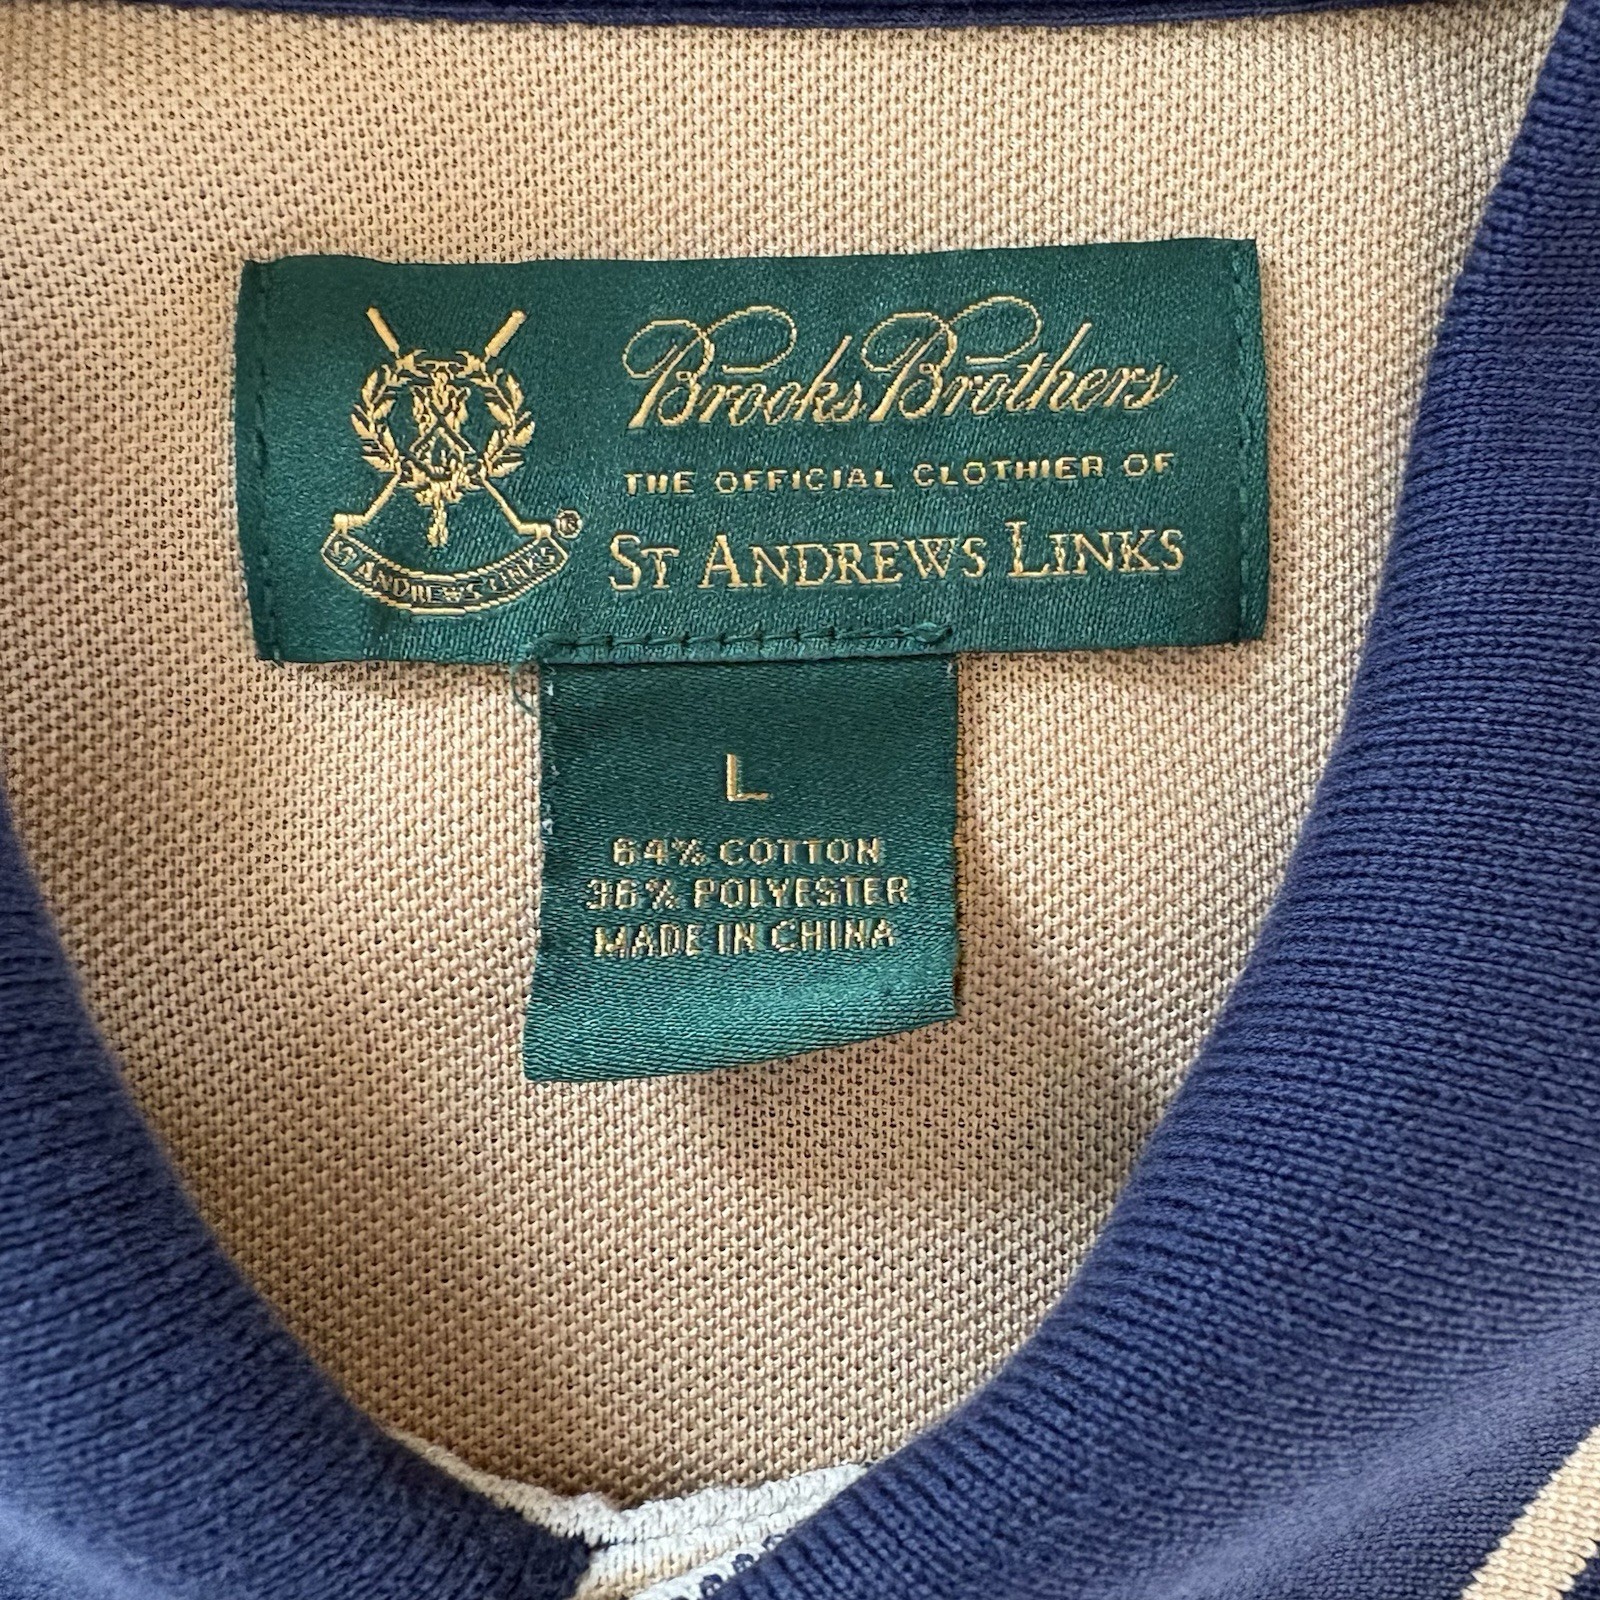 Brooks Brothers
THE OFFICIAL CLOTHIER OF
ST ANDREWS LINKS
ST ANDREWS LINKS
®
L
64% COTTON
36% POLYESTER
MADE IN CHINA